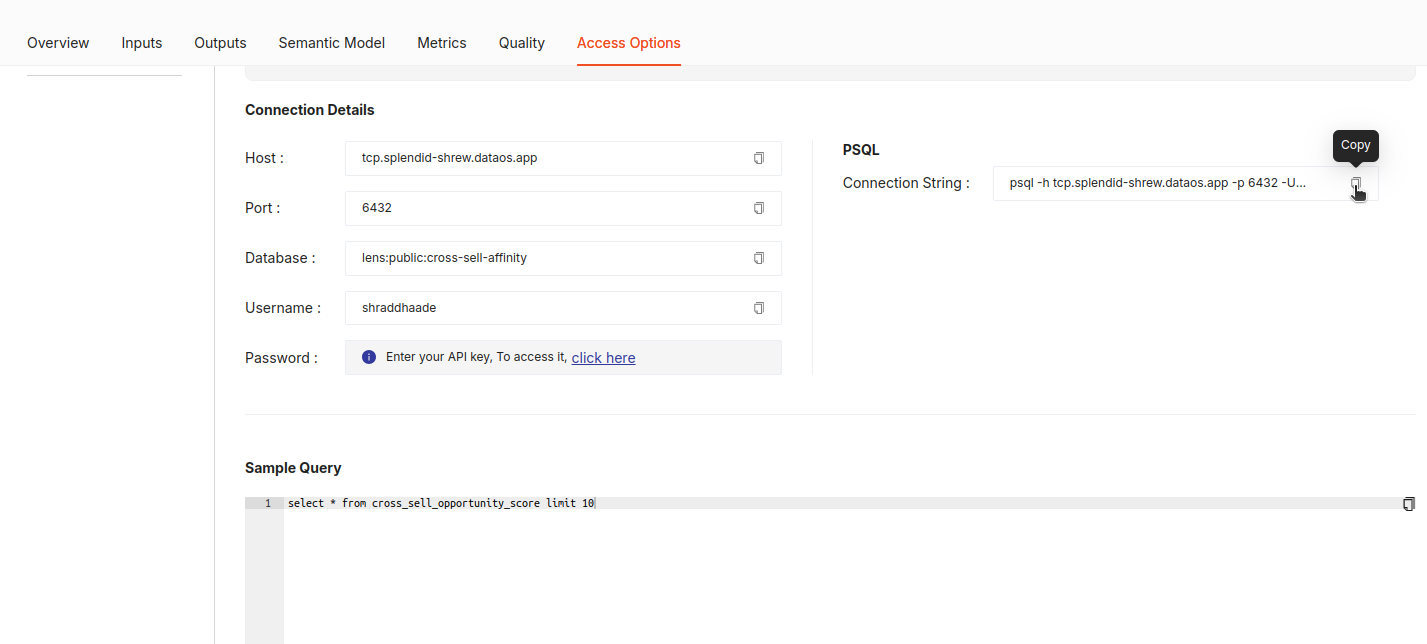 Overview Inputs Outputs Semantic Model Metrics Quality Access Options
Connection Details
Host : tcp.splendid-shrew.dataos.app
Port : 6432
Database : lens:public:cross-sell-affinity
Username : shraddhaade
Password : i Enter your API key, To access it, click here
PSQL
Copy
Connection String : psql -h tcp.splendid-shrew.dataos.app -p 6432 -U...
Sample Query
1 select * from cross_sell_opportunity_score limit 10